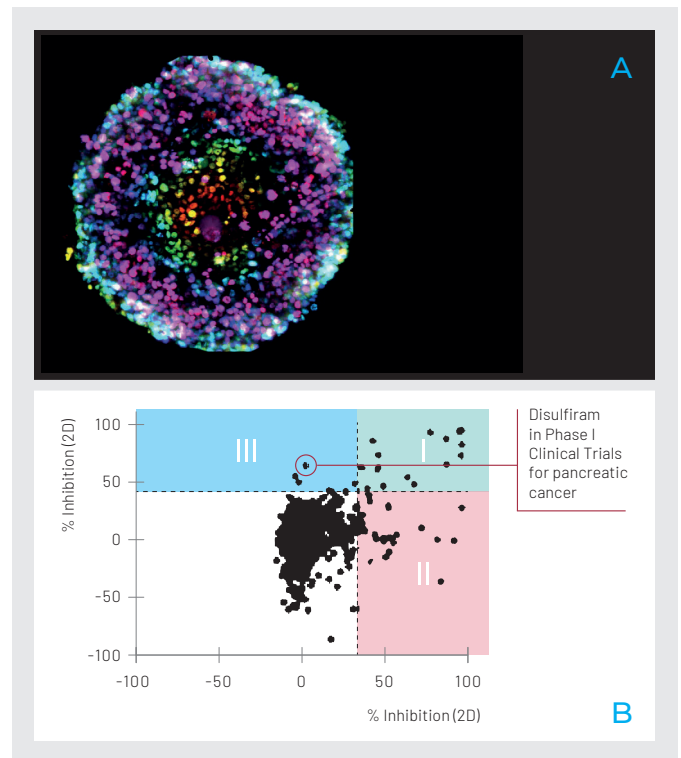 A
% Inhibition (2D)
100
50
0
-50
-100
III
I
II
Disulfiram
in Phase I
Clinical Trials
for pancreatic
cancer
-100
-50
0
50
100
% Inhibition (2D)
B